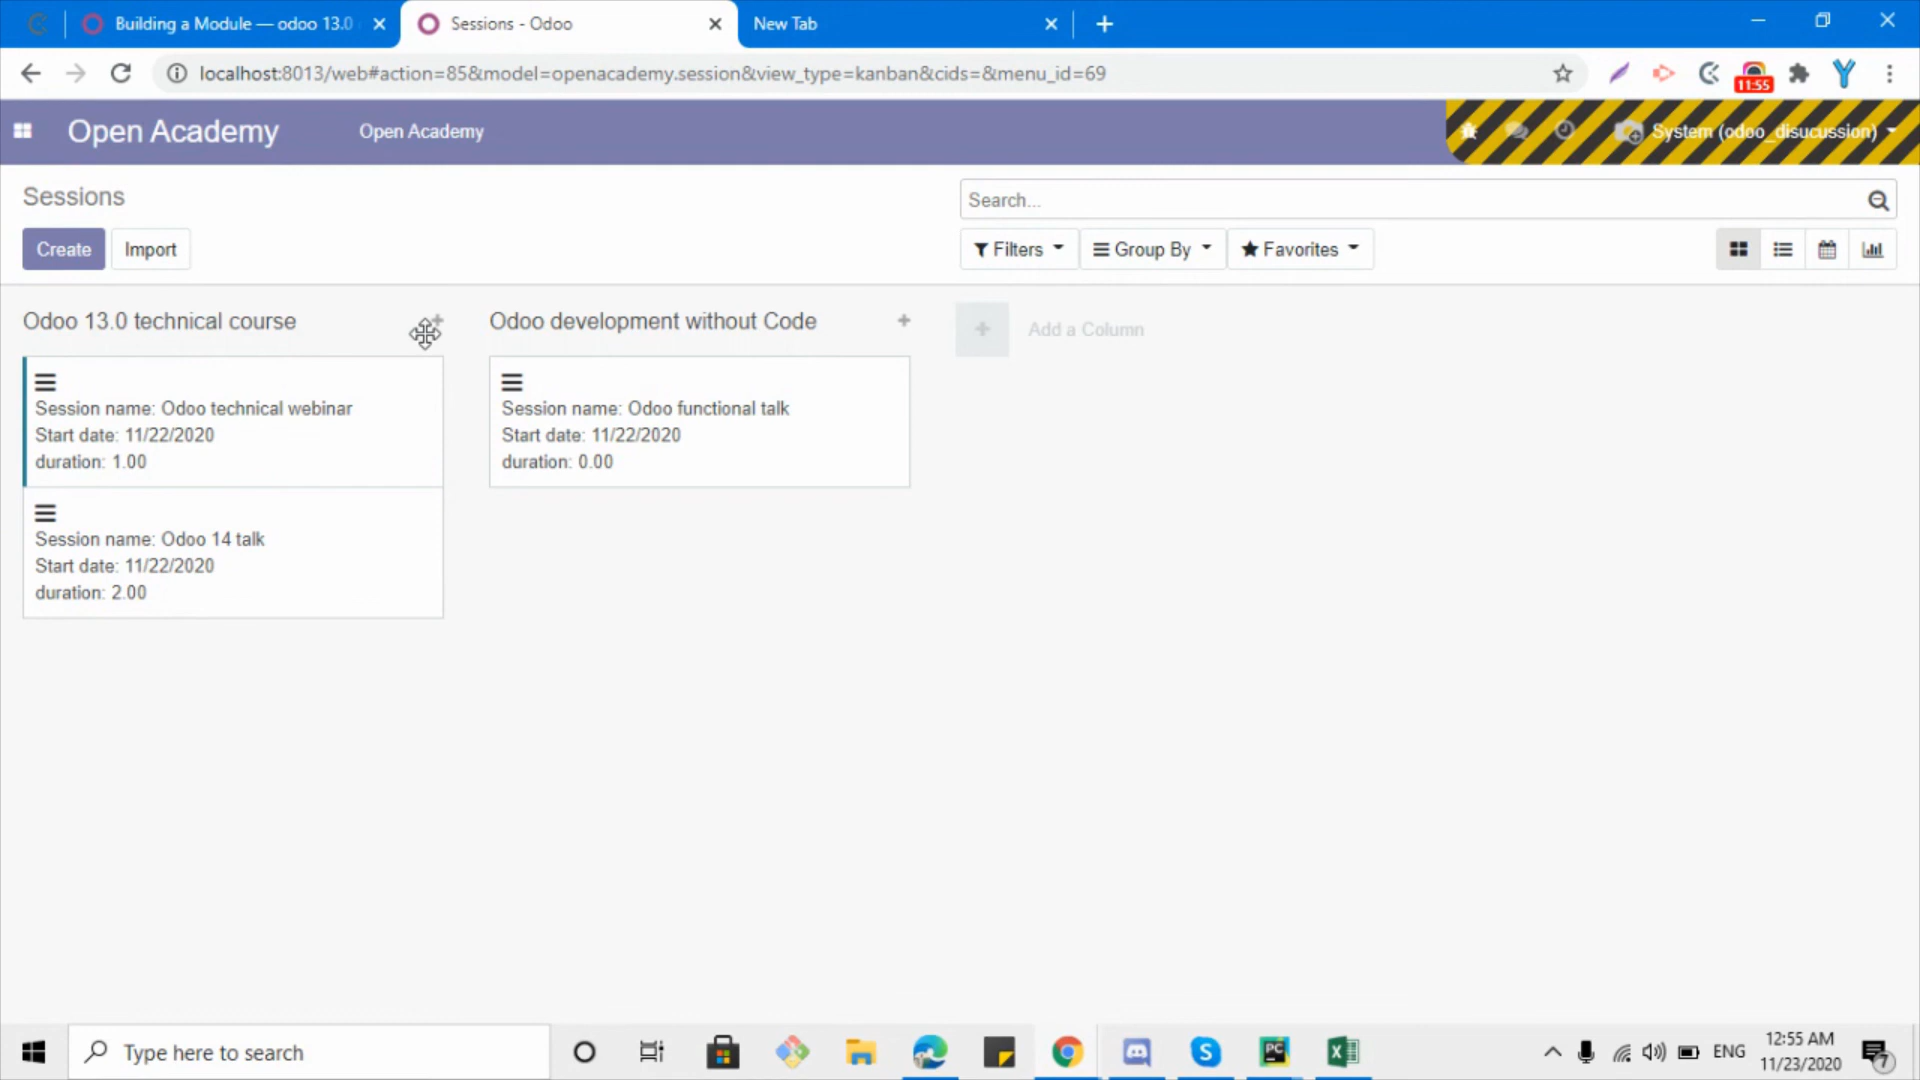 Building a Module — odoo 13.0
Sessions - Odoo
New Tab
localhost:8013/web#action=85&model=openacademy.session&view_type=kanban&cids=&menu_id=69
11:55
Open Academy
Open Academy
System (odoo_disucussion)
Sessions
Search...
Create
Import
Filters
Group By
Favorites
Odoo 13.0 technical course
Odoo development without Code
Add a Column
Session name: Odoo technical webinar
Start date: 11/22/2020
duration: 1.00
Session name: Odoo functional talk
Start date: 11/22/2020
duration: 0.00
Session name: Odoo 14 talk
Start date: 11/22/2020
duration: 2.00
Type here to search
PC
ENG
12:55 AM
11/23/2020
7